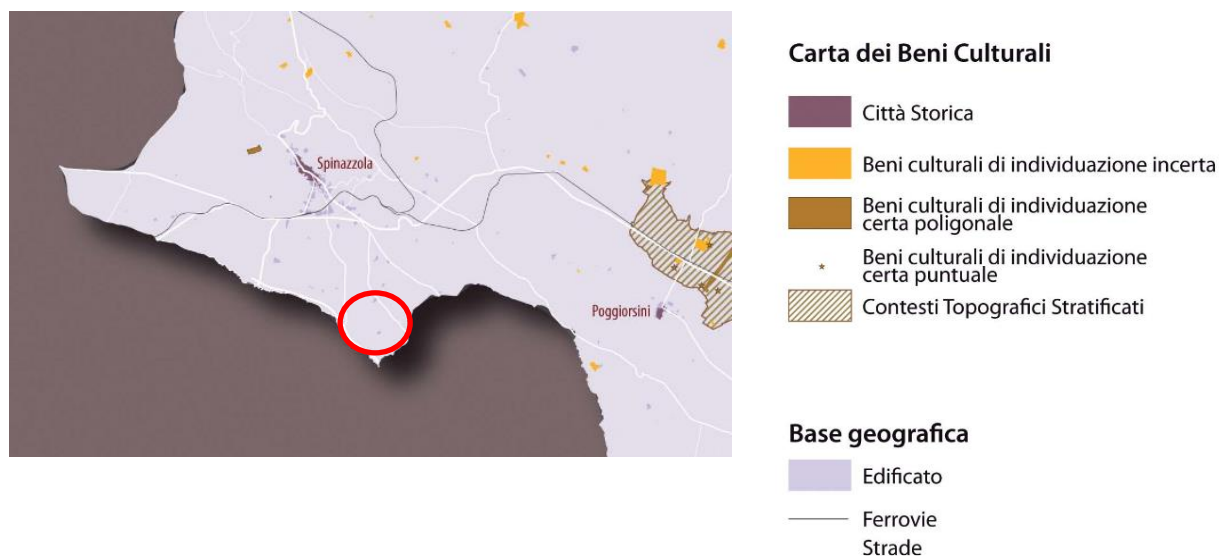 Spinazzola
Poggiorsini
Carta dei Beni Culturali
Città Storica
Beni culturali di individuazione incerta
Beni culturali di individuazione
certa poligonale
Beni culturali di individuazione
certa puntuale
Contesti Topografici Stratificati
Base geografica
Edificato
Ferrovie
Strade